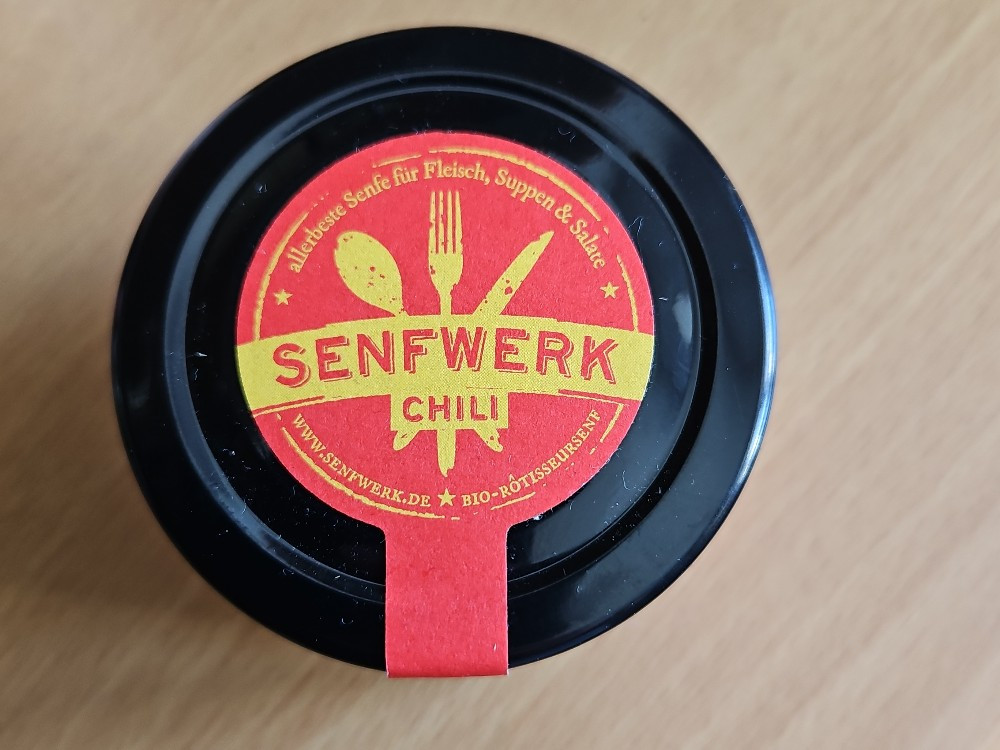 allerbeste Senfe für Fleisch, Suppen & Salate
SENFWERK
CHILI
WWW.SENFWERK.DE ★ BIO-RÔTISSEURSENF